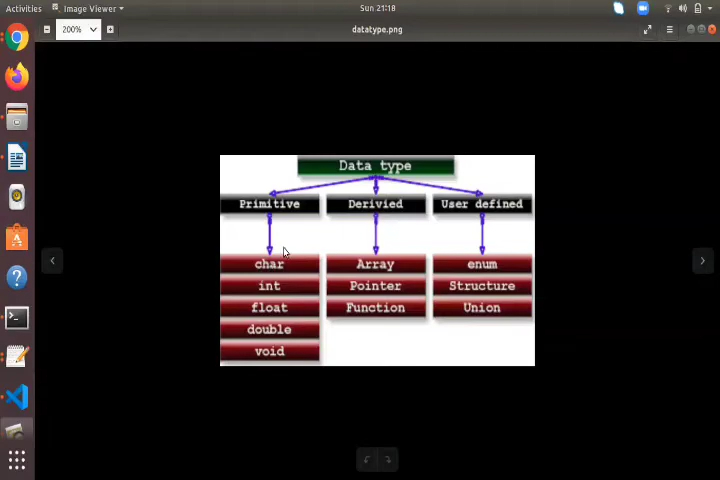 Activities Image Viewer Sun 21:18
200% datatype.png
Data type
Primitive Derivied User defined
char Array enum
int Pointer Structure
float Function Union
double
void